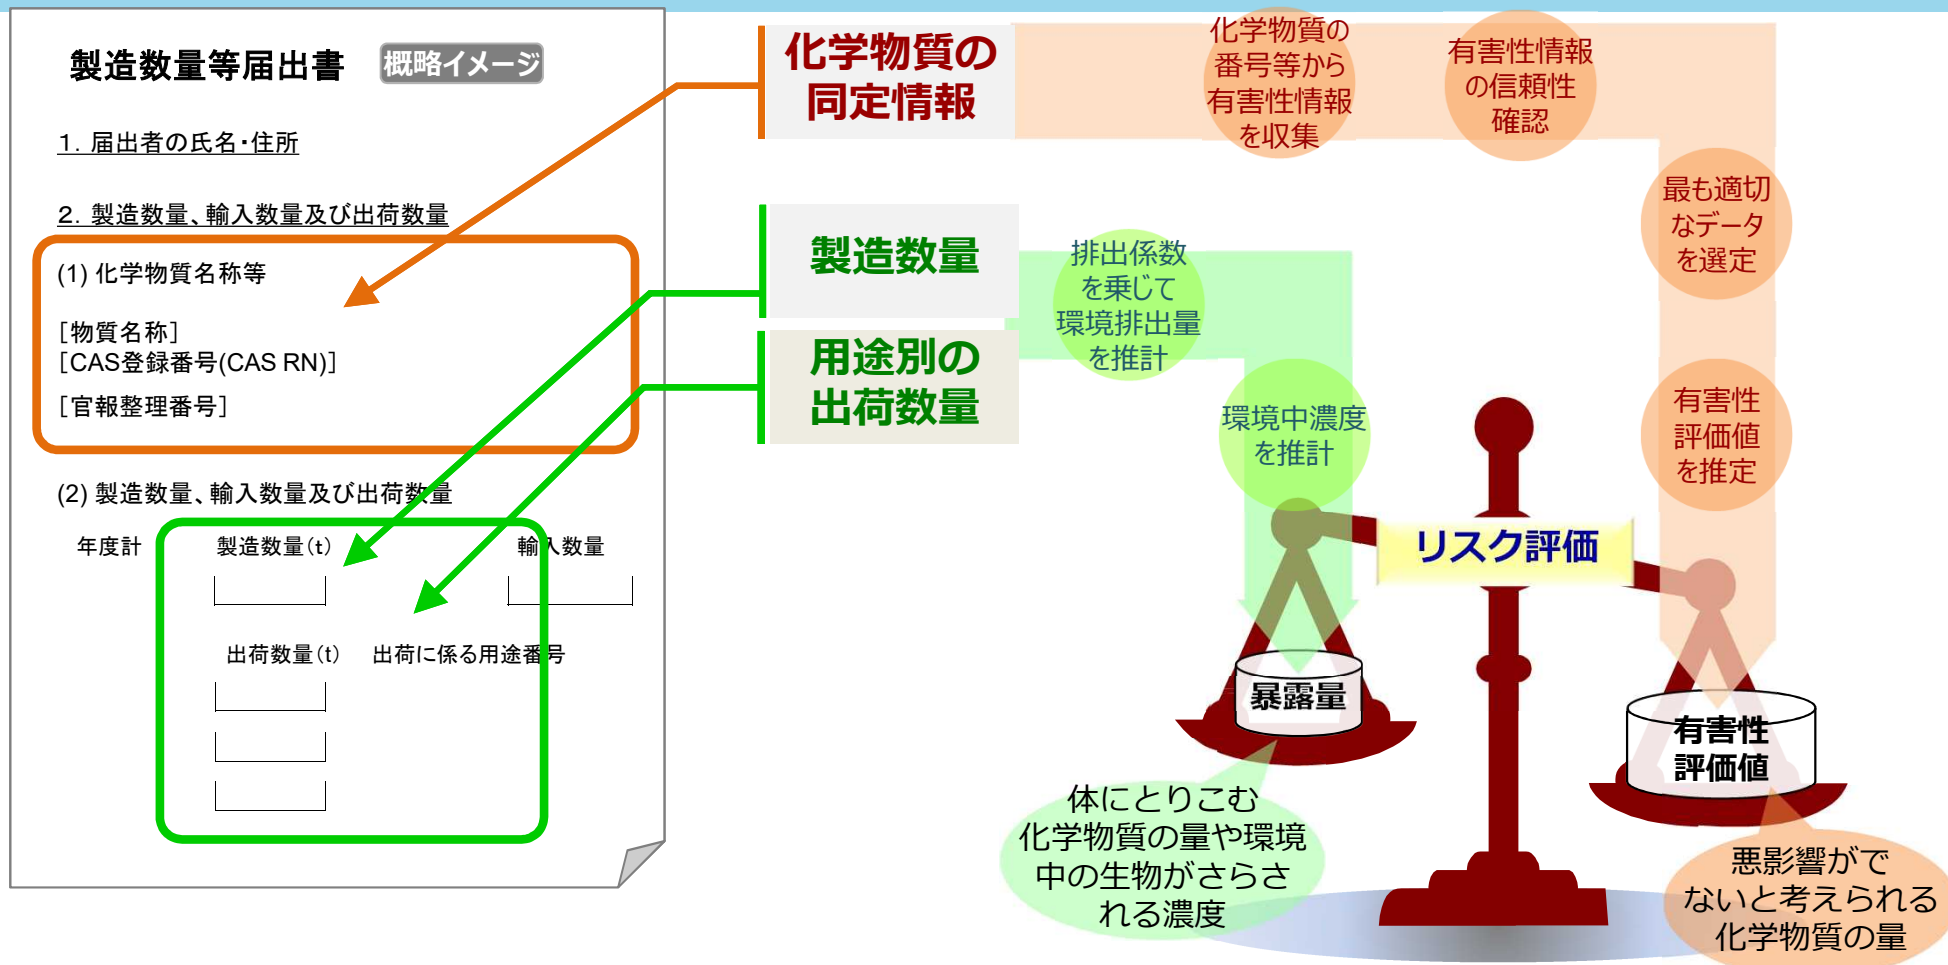 製造数量等届出書 概略イメージ
1. 届出者の氏名・住所
2. 製造数量、輸入数量及び出荷数量
(1) 化学物質名称等
[物質名称]
[CAS登録番号(CAS RN)]
[官報整理番号]
(2) 製造数量、輸入数量及び出荷数量
年度計 製造数量(t) 輸入数量
出荷数量(t) 出荷に係る用途番号
化学物質の
同定情報
製造数量
用途別の
出荷数量
化学物質の
番号等から
有害性情報
を収集
有害性情報
の信頼性
確認
最も適切
なデータ
を選定
有害性
評価値
を推定
排出係数
を乗じて
環境排出量
を推計
環境中濃度
を推計
リスク評価
暴露量
有害性
評価値
体にとりこむ
化学物質の量や環境
中の生物がさらさ
れる濃度
悪影響がで
ないと考えられる
化学物質の量